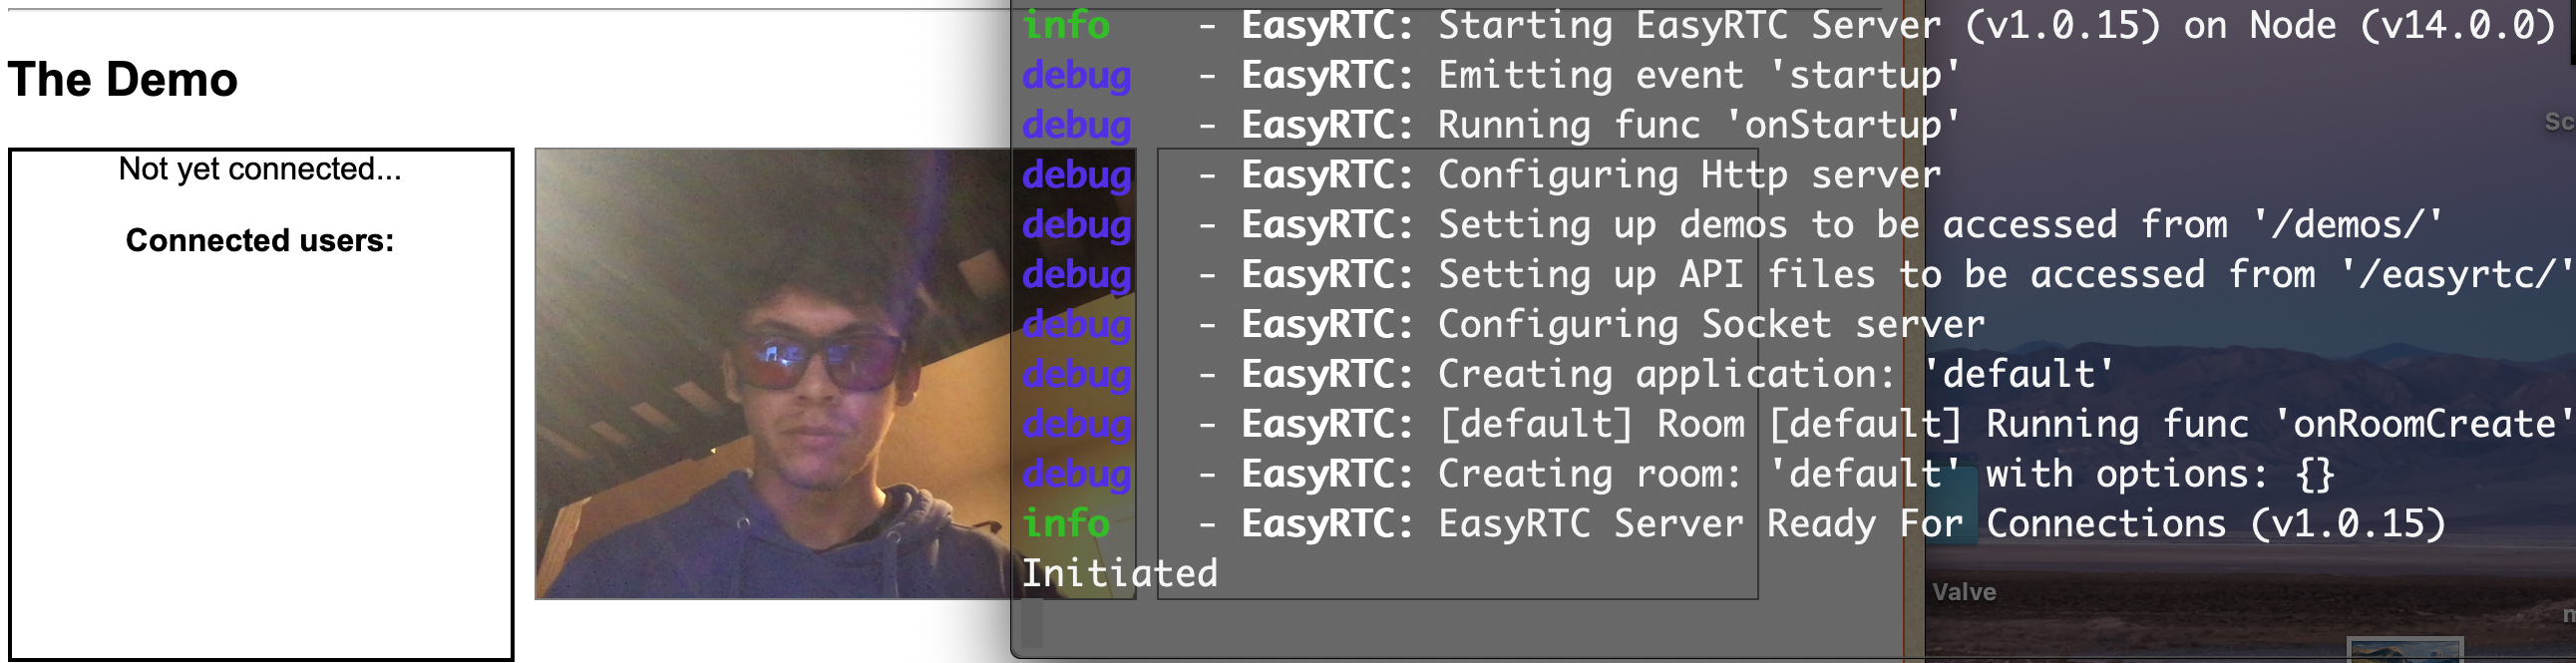 The Demo
Not yet connected...
Connected users:
info - EasyRTC: Starting EasyRTC Server (v1.0.15) on Node (v14.0.0)
debug - EasyRTC: Emitting event 'startup'
debug - EasyRTC: Running func 'onStartup'
debug - EasyRTC: Configuring Http server
debug - EasyRTC: Setting up demos to be accessed from '/demos/'
debug - EasyRTC: Setting up API files to be accessed from '/easyrtc/'
debug - EasyRTC: Configuring Socket server
debug - EasyRTC: Creating application: 'default'
debug - EasyRTC: [default] Room [default] Running func 'onRoomCreate'
debug - EasyRTC: Creating room: 'default' with options: {}
info - EasyRTC: EasyRTC Server Ready For Connections (v1.0.15)
Initiated
Sc
Valve